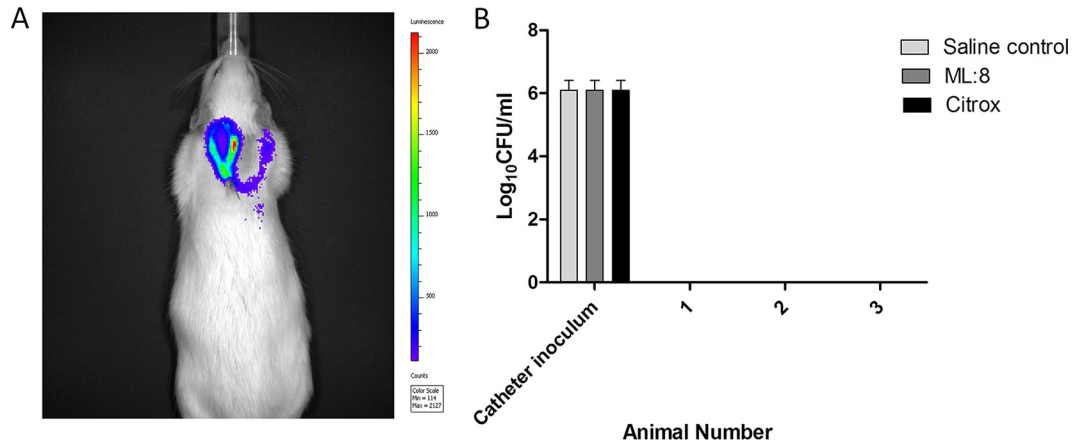 A
Luminescence
2000
1500
1000
500
Counts
Color Scale
Min = 114
Max = 2127
B
8
6
4
2
0
Log10CFU/ml
Catheter inoculum
1
2
3
Animal Number
Saline control
ML:8
Citrox